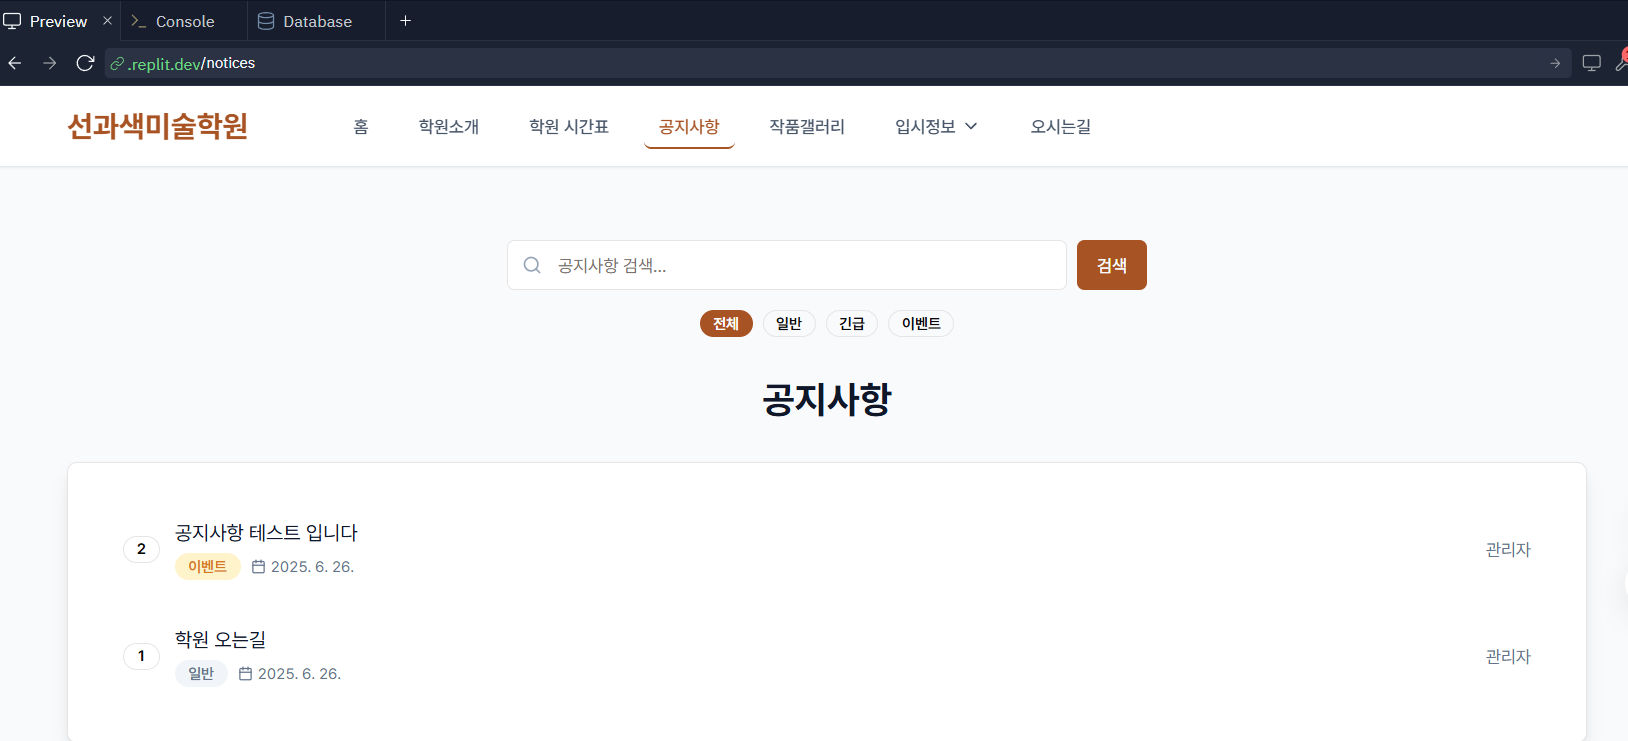 Preview Console Database
.replit.dev/notices
선과색미술학원 홈 학원소개 학원 시간표 공지사항 작품갤러리 입시정보 오시는길
공지사항 검색... 검색
전체 일반 긴급 이벤트
공지사항
2 공지사항 테스트 입니다 관리자
이벤트 2025. 6. 26.
1 학원 오는길 관리자
일반 2025. 6. 26.